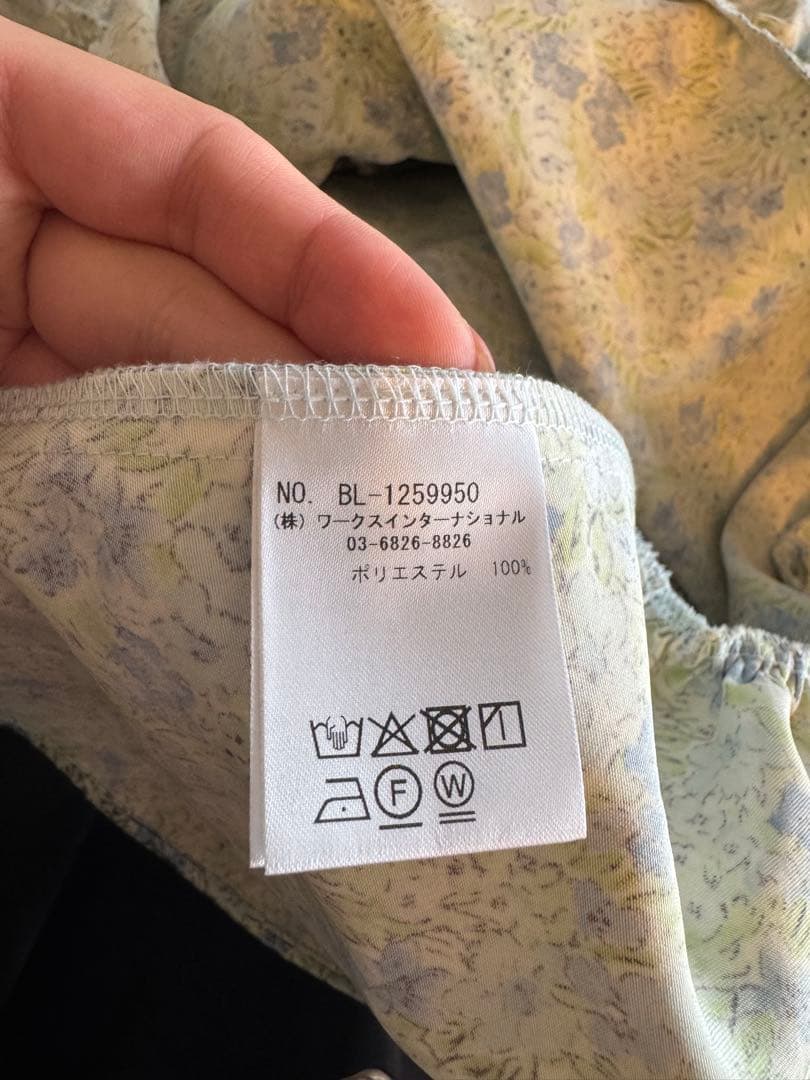 NO. BL-1259950
(株) ワークスインターナショナル
03-6826-8826
ポリエステル 100%
F W